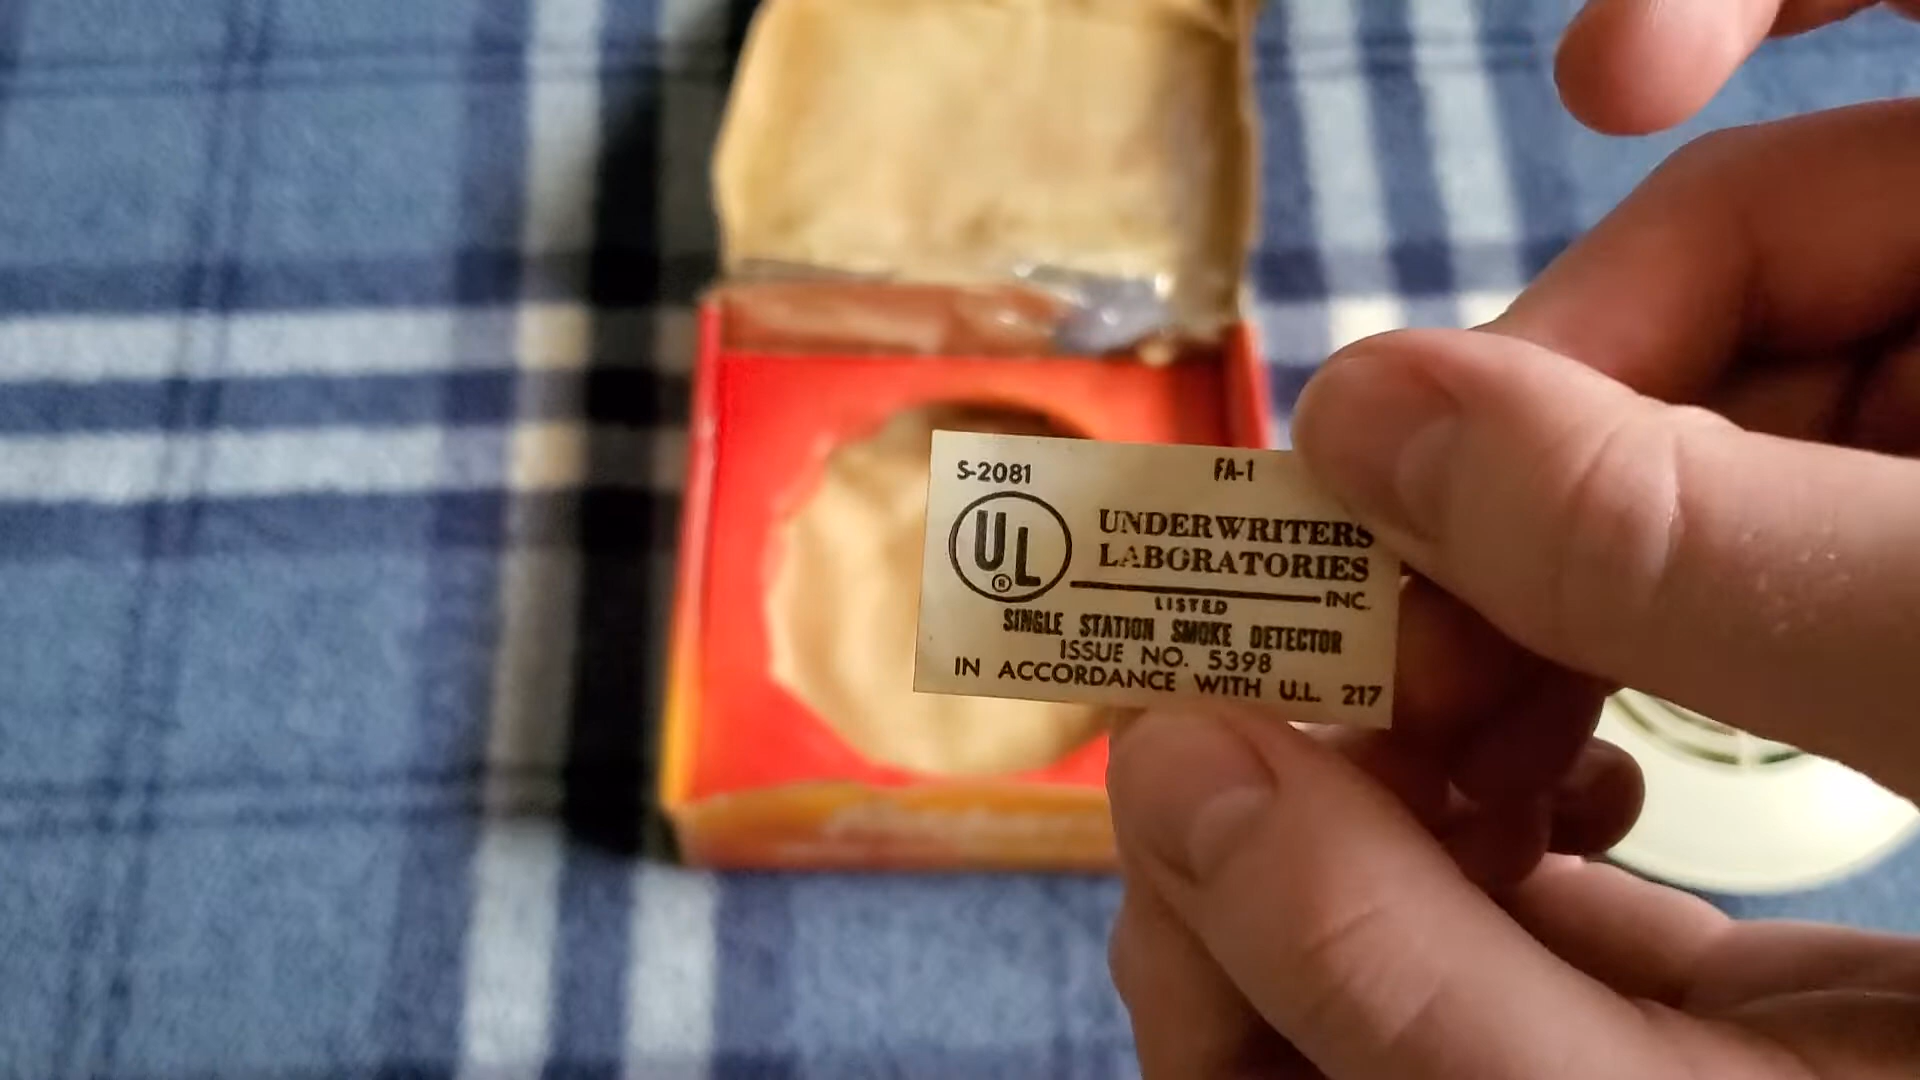 S-2081 FA-1
UL®
UNDERWRITERS
LABORATORIES
INC.
LISTED
SINGLE STATION SMOKE DETECTOR
ISSUE NO. 5398
IN ACCORDANCE WITH U.L. 217